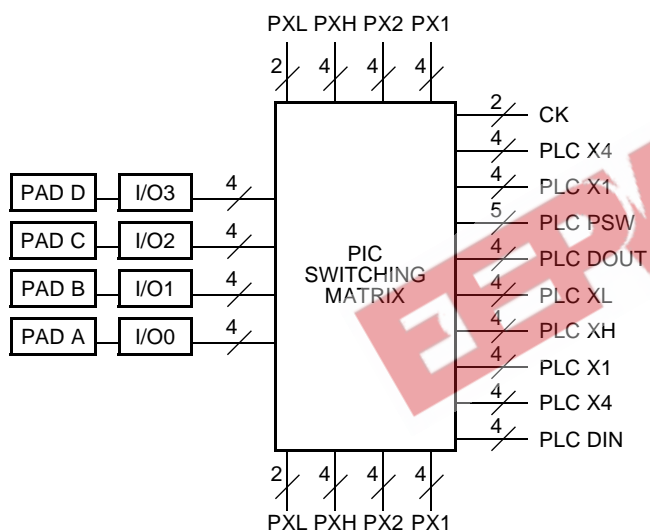 PXL PXH PX2 PX1
2 4 4 4
2 CK
4 PLC X4
4 PLC X1
PAD D I/O3 4
5 PLC PSW
PAD C I/O2 4
PIC
SWITCHING
MATRIX
4 PLC DOUT
PAD B I/O1 4
4 PLC XL
PAD A I/O0 4
4 PLC XH
4 PLC X1
4 PLC X4
4 PLC DIN
2 4 4 4
PXL PXH PX2 PX1